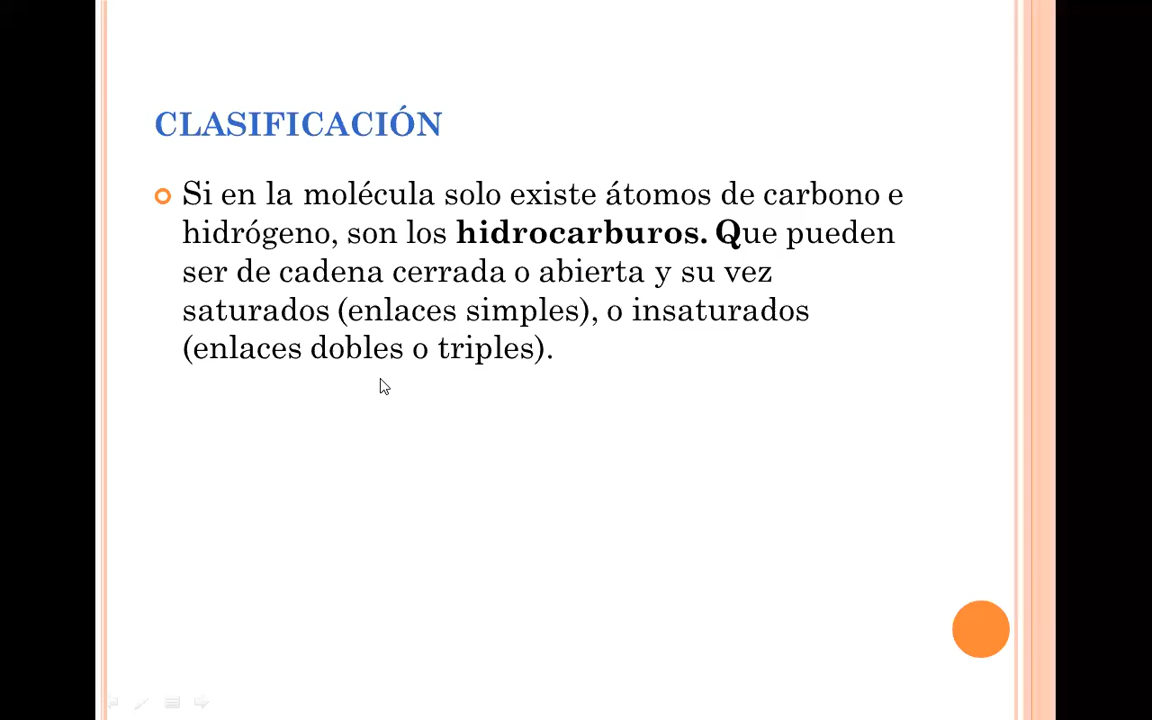 CLASIFICACIÓN
Si en la molécula solo existe átomos de carbono e
hidrógeno, son los hidrocarburos. Que pueden
ser de cadena cerrada o abierta y su vez
saturados (enlaces simples), o insaturados
(enlaces dobles o triples).